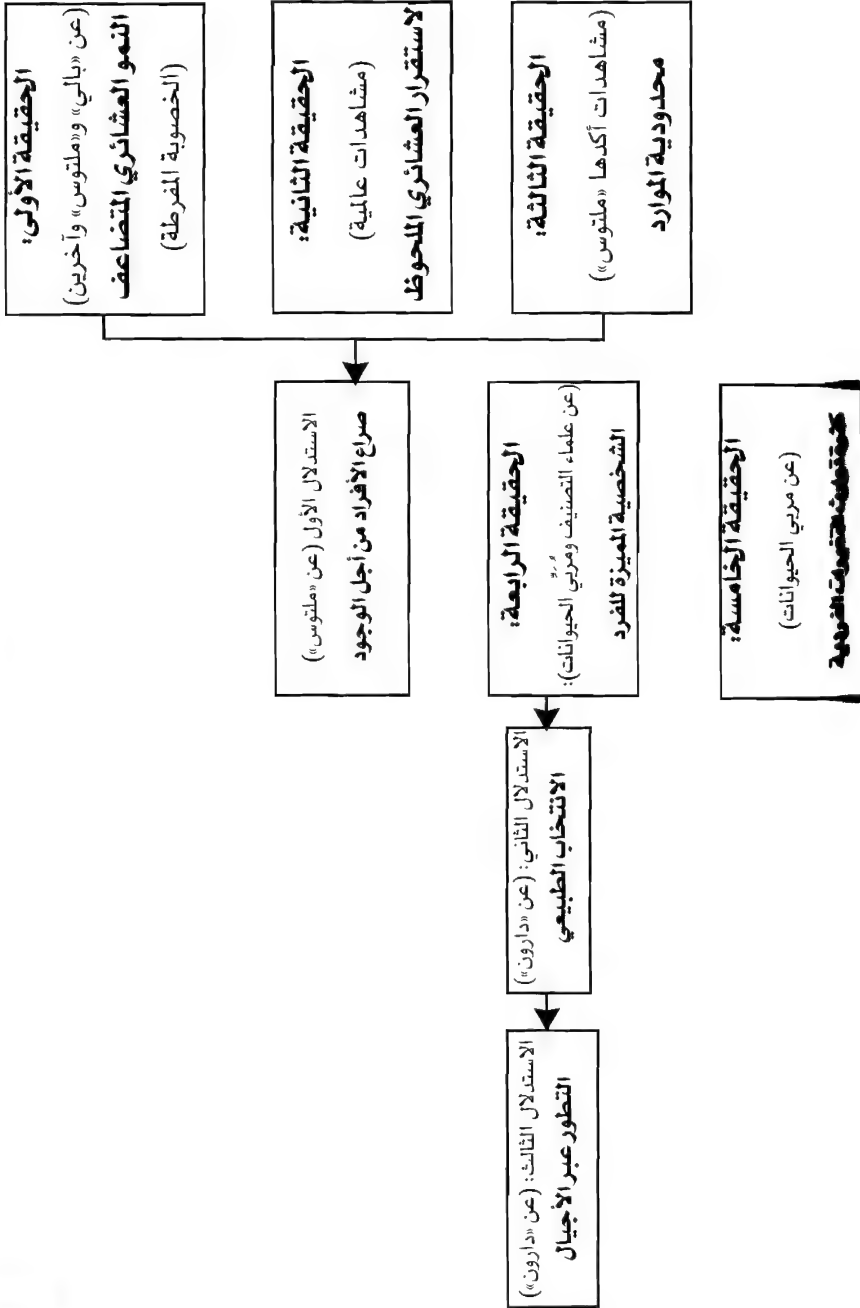 الحقيقة الأولى:
(عن «بالي» و«ملتوس» وآخرين)
النمو العشائري المتضاعف
(الخصوبة المفرطة)
الحقيقة الثانية:
(مشاهدات عالمية)
الاستقرار العشائري الملحوظ
الحقيقة الثالثة:
(مشاهدات أكدها «ملتوس»)
محدودية الموارد
الاستدلال الأول (عن «ملتوس»)
صراع الأفراد من أجل الوجود
الحقيقة الرابعة:
(عن علماء التصنيف ومُرَبّي الحيوانات):
الشخصية المميزة للفرد
الحقيقة الخامسة:
(عن مربي الحيوانات)
الاستدلال الثاني: (عن «دارون»)
الانتخاب الطبيعي
الاستدلال الثالث: (عن «دارون»)
التطور عبر الأجيال